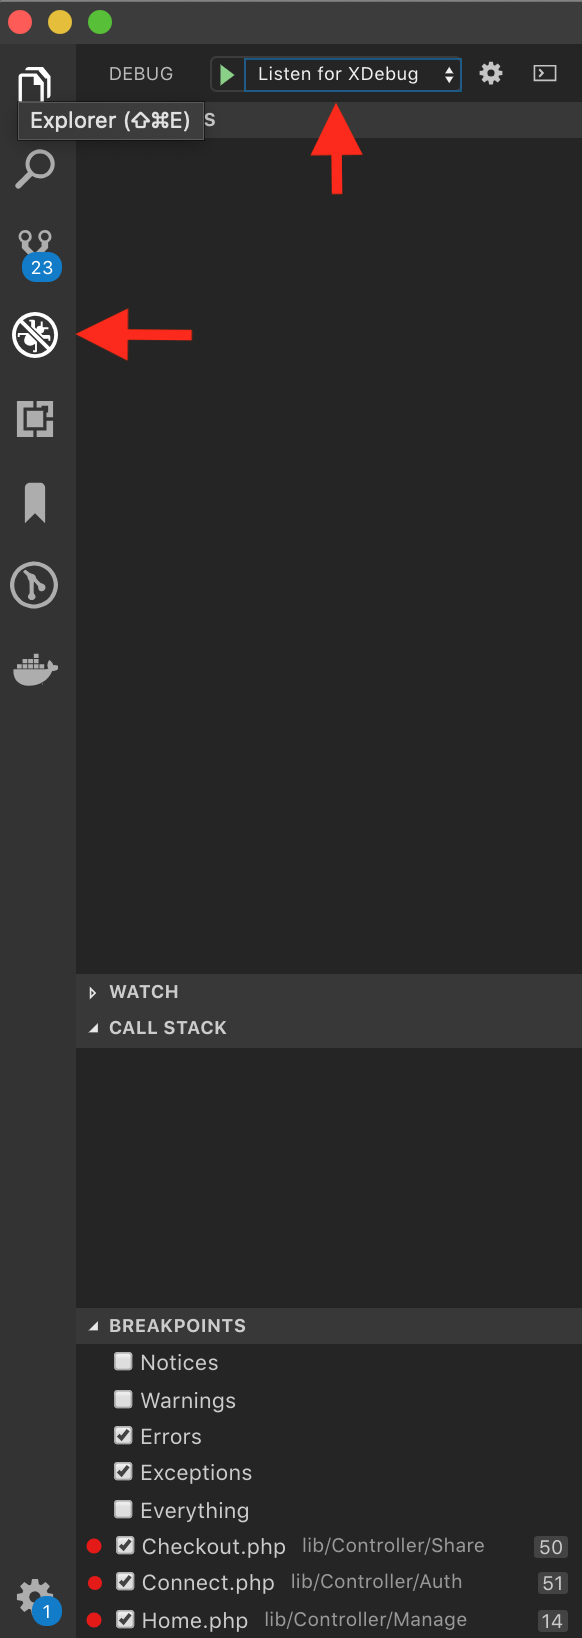 DEBUG Listen for XDebug
Explorer (⇧⌘E) S
23
WATCH
CALL STACK
BREAKPOINTS
Notices
Warnings
Errors
Exceptions
Everything
Checkout.php lib/Controller/Share 50
Connect.php lib/Controller/Auth 51
1
Home.php lib/Controller/Manage 14